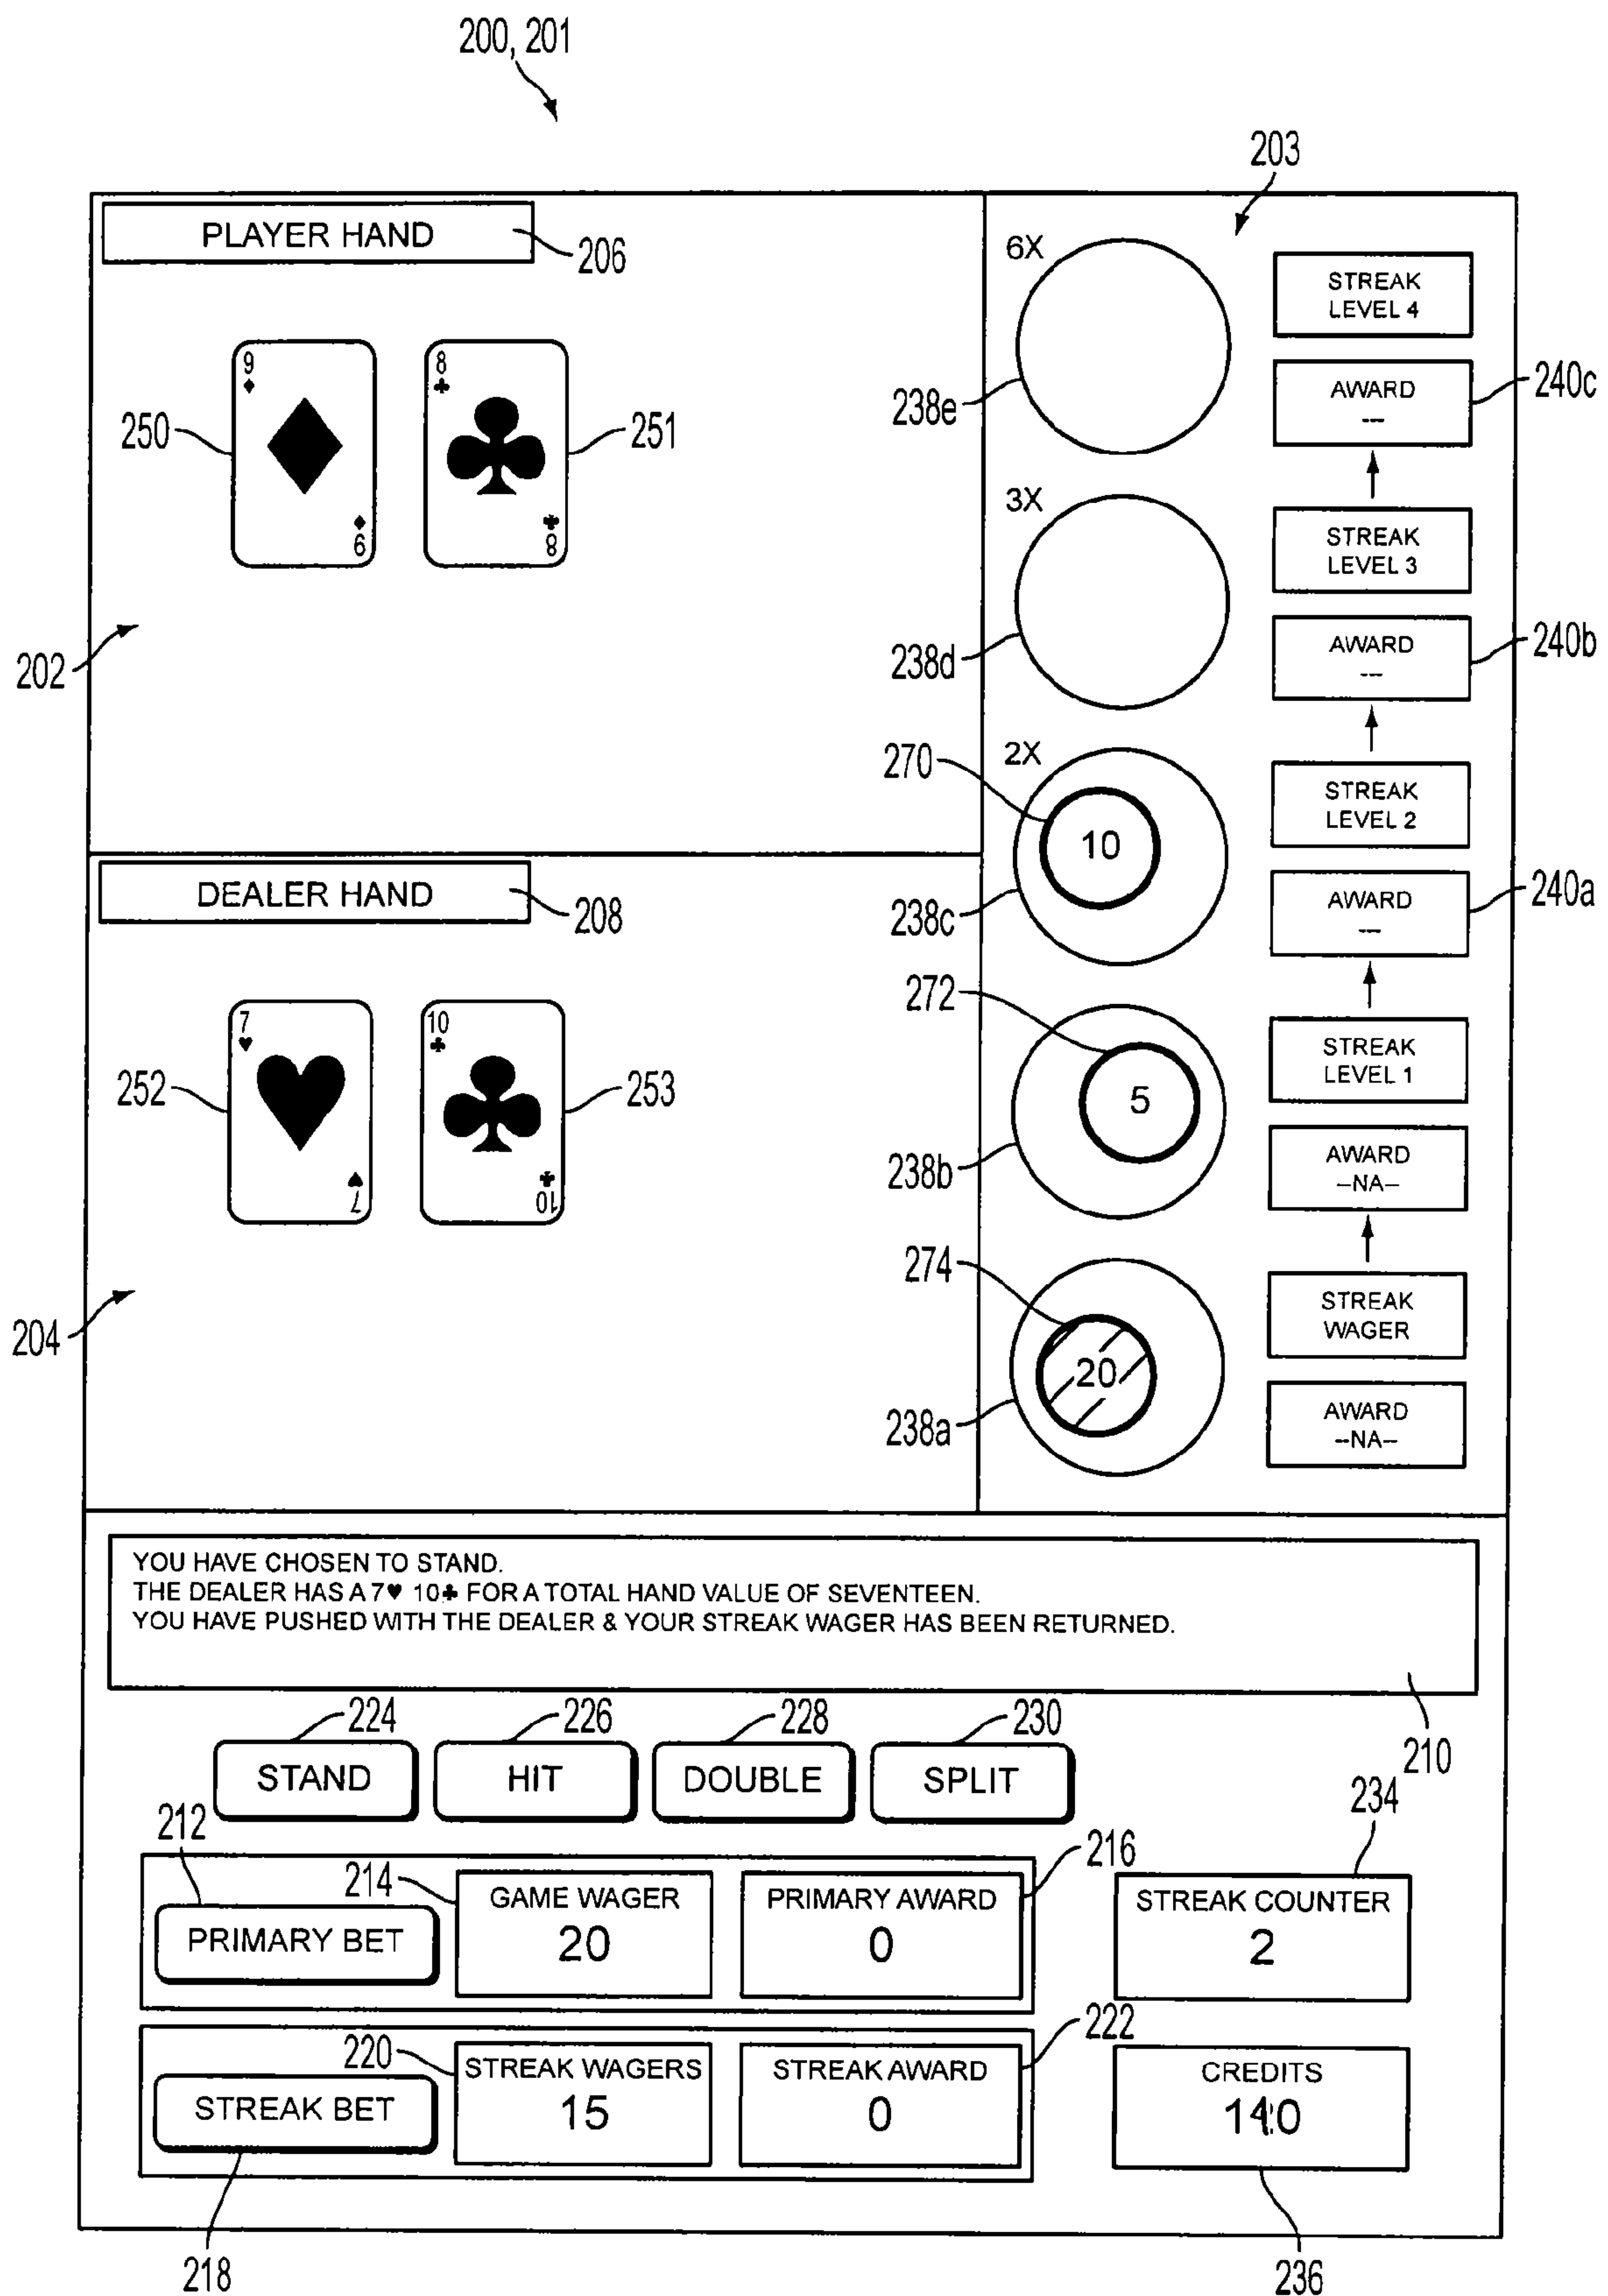 200, 201
203
PLAYER HAND
206
9♦
9♦
8♣
8♣
250
251
202
DEALER HAND
208
7♥
7♥
10♣
10♣
252
253
204
6X
238e
3X
238d
2X
270
10
238c
272
5
238b
274
20
238a
STREAK
LEVEL 4
AWARD
---
240c
STREAK
LEVEL 3
AWARD
---
240b
STREAK
LEVEL 2
AWARD
---
240a
STREAK
LEVEL 1
AWARD
--NA--
STREAK
WAGER
AWARD
--NA--
YOU HAVE CHOSEN TO STAND.
THE DEALER HAS A 7♥ 10♣ FOR A TOTAL HAND VALUE OF SEVENTEEN.
YOU HAVE PUSHED WITH THE DEALER & YOUR STREAK WAGER HAS BEEN RETURNED.
210
224
226
228
230
STAND
HIT
DOUBLE
SPLIT
212
214
216
234
PRIMARY BET
GAME WAGER
20
PRIMARY AWARD
0
STREAK COUNTER
2
220
222
STREAK BET
STREAK WAGERS
15
STREAK AWARD
0
CREDITS
218
236